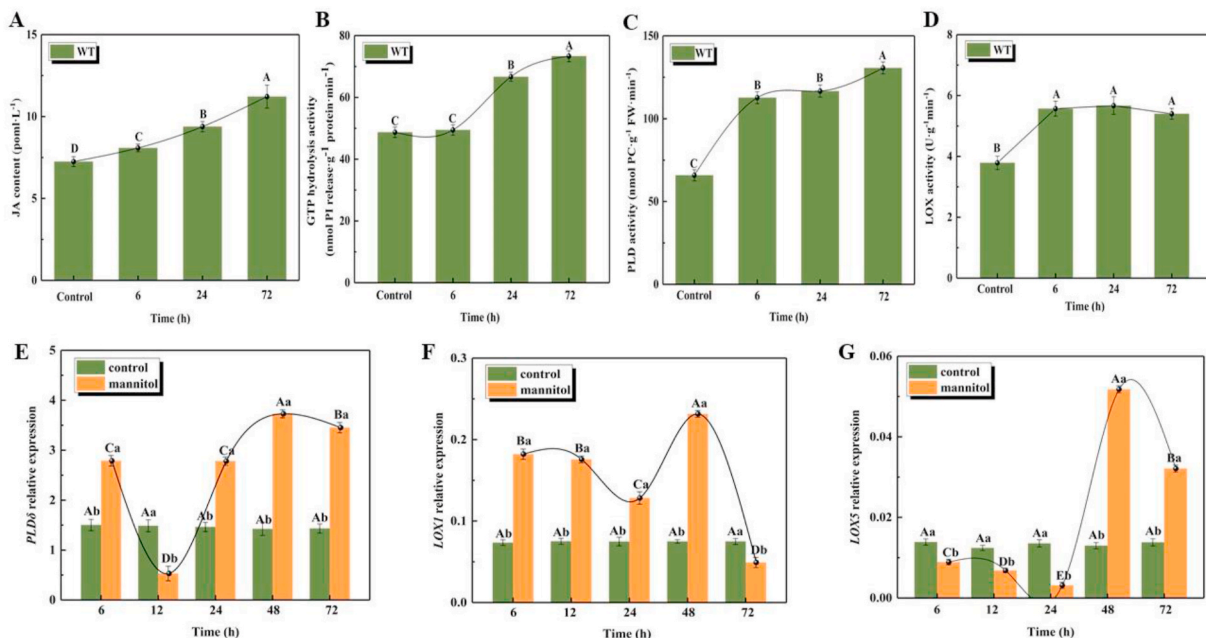 A
JA content (pomI·L⁻¹)
15
10
5
0
WT
D
C
B
A
Control
6
24
72
Time (h)
B
GTP hydrolysis activity
(nmol PI release·g⁻¹ protein·min⁻¹)
80
60
40
20
0
WT
C
C
B
A
Control
6
24
72
Time (h)
C
PLD activity (nmol PC·g⁻¹ FW·min⁻¹)
150
100
50
0
WT
C
B
B
A
Control
6
24
72
Time (h)
D
LOX activity (U·g⁻¹min⁻¹)
6
4
2
0
WT
B
A
A
A
Control
6
24
72
Time (h)
E
PLDδ relative expression
5
4
3
2
1
0
control
mannitol
Ab
Ca
Aa
Db
Ab
Ca
Ab
Aa
Ab
Ba
6
12
24
48
72
Time (h)
F
LOX1 relative expression
0.3
0.2
0.1
0.0
control
mannitol
Ab
Ba
Ab
Ba
Ab
Ca
Ab
Aa
Aa
Db
6
12
24
48
72
Time (h)
G
LOX5 relative expression
0.06
0.04
0.02
0.00
control
mannitol
Aa
Cb
Aa
Db
Aa
Eb
Ab
Aa
Ab
Ba
6
12
24
48
72
Time (h)